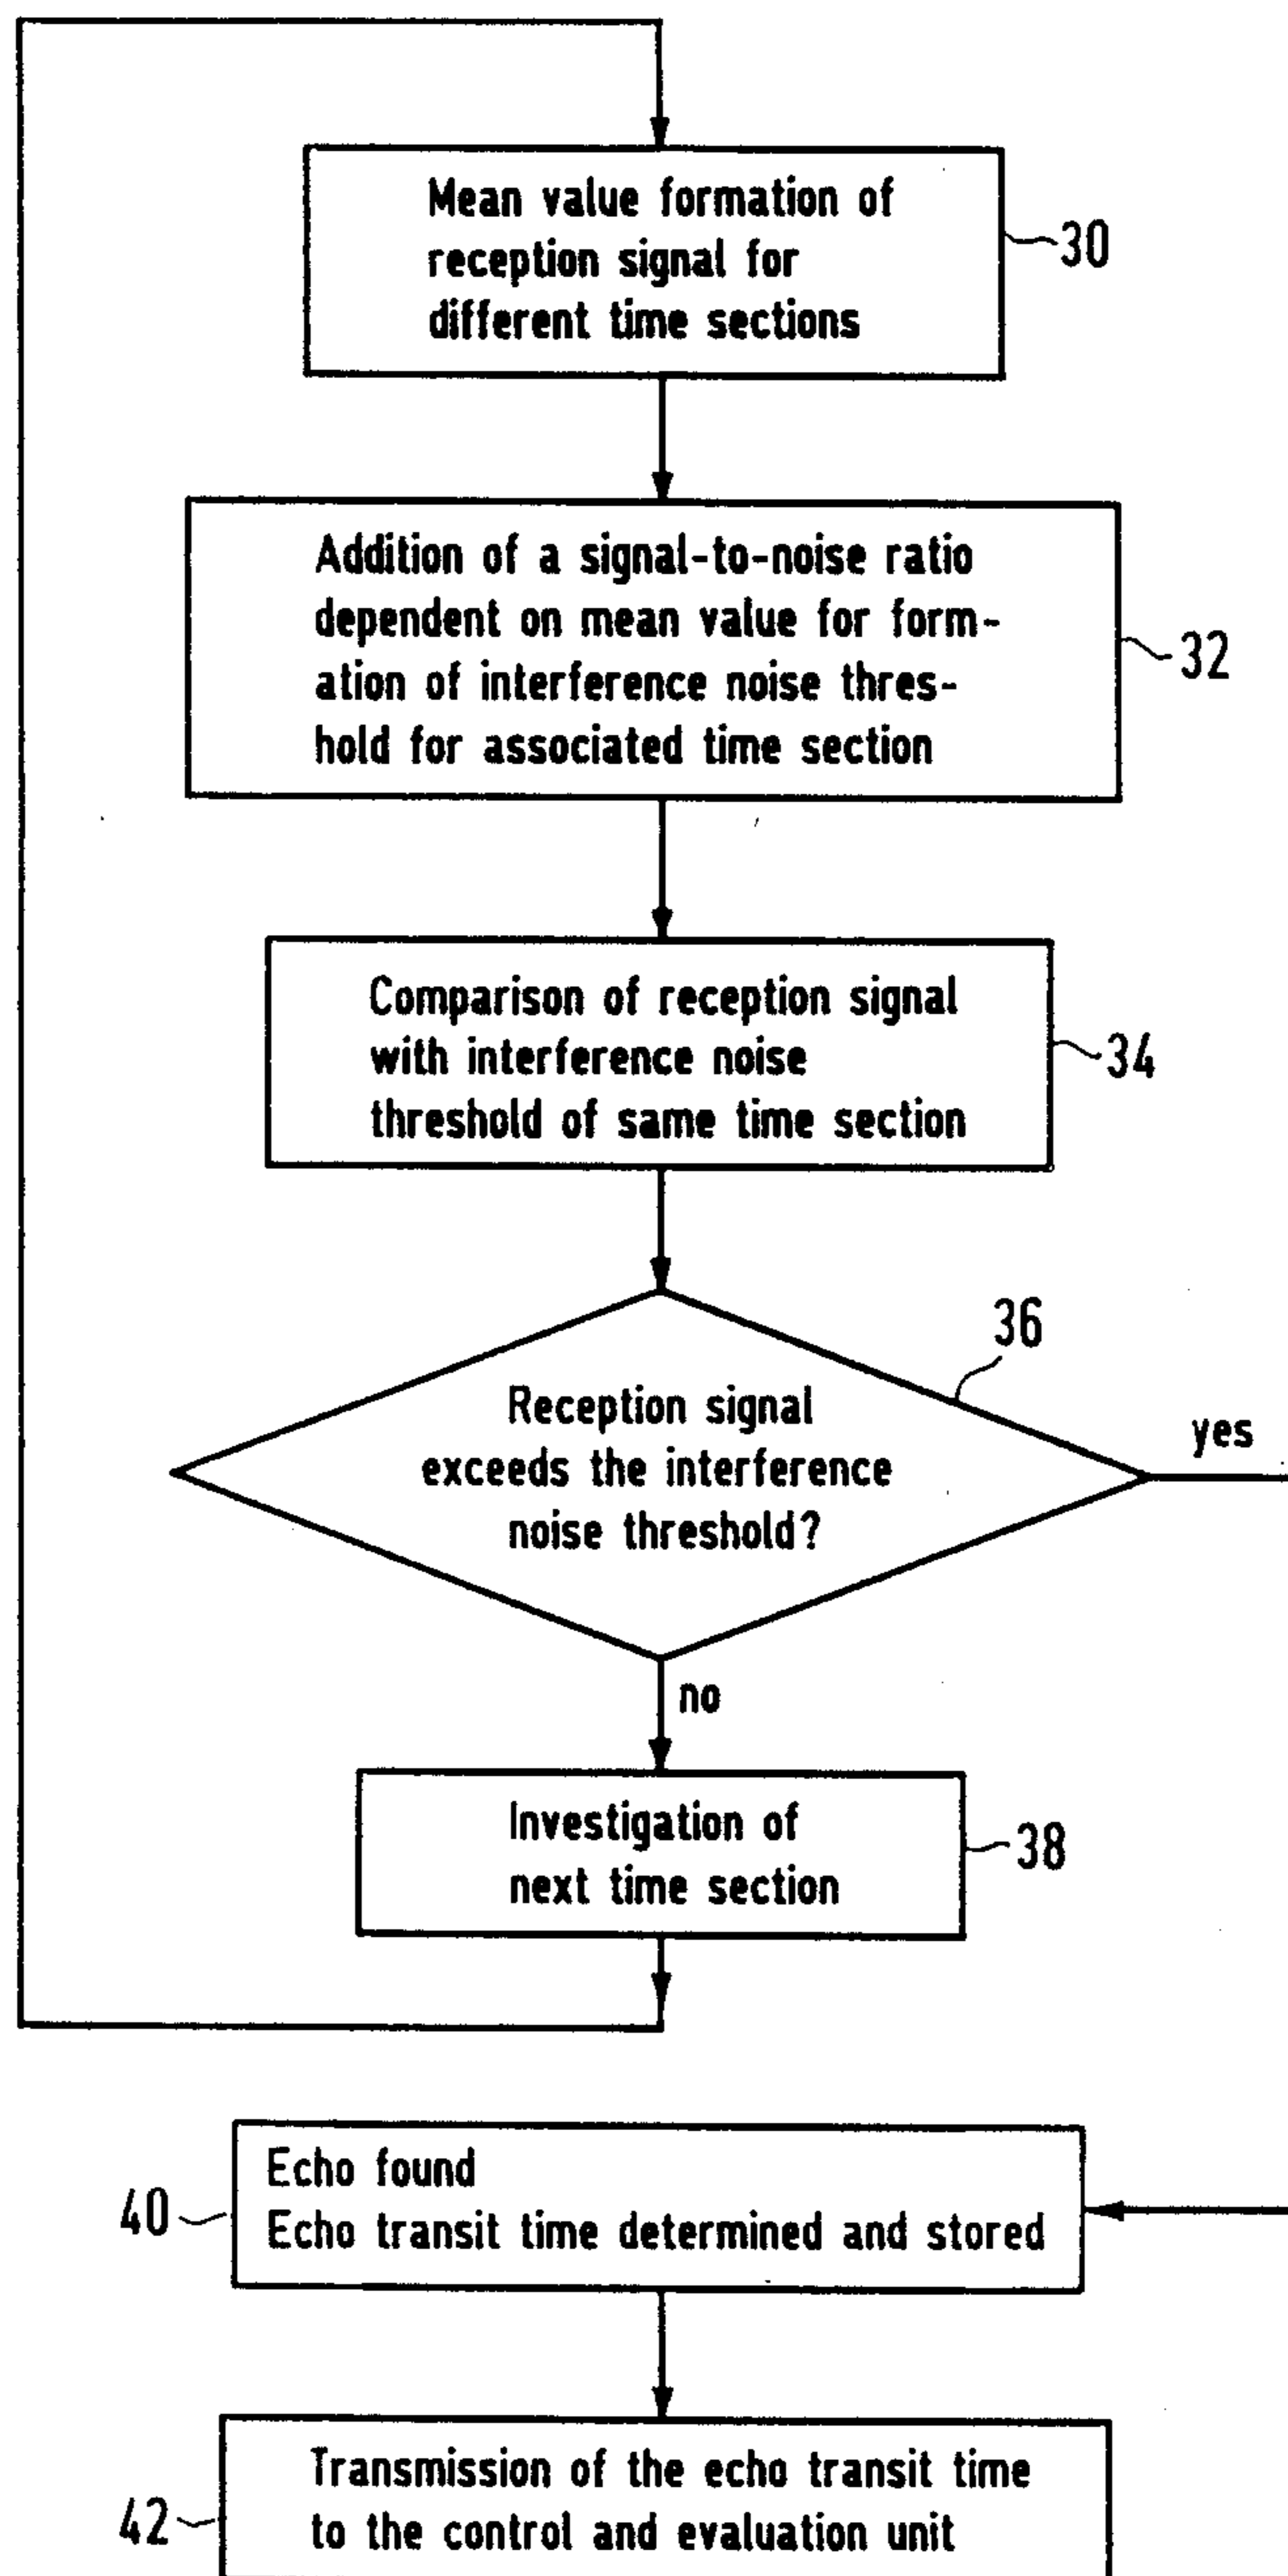 Mean value formation of
reception signal for
different time sections
30
Addition of a signal-to-noise ratio
dependent on mean value for form-
ation of interference noise thres-
hold for associated time section
32
Comparison of reception signal
with interference noise
threshold of same time section
34
36
Reception signal
exceeds the interference
noise threshold?
yes
no
Investigation of
next time section
38
Echo found
Echo transit time determined and stored
40
Transmission of the echo transit time
to the control and evaluation unit
42